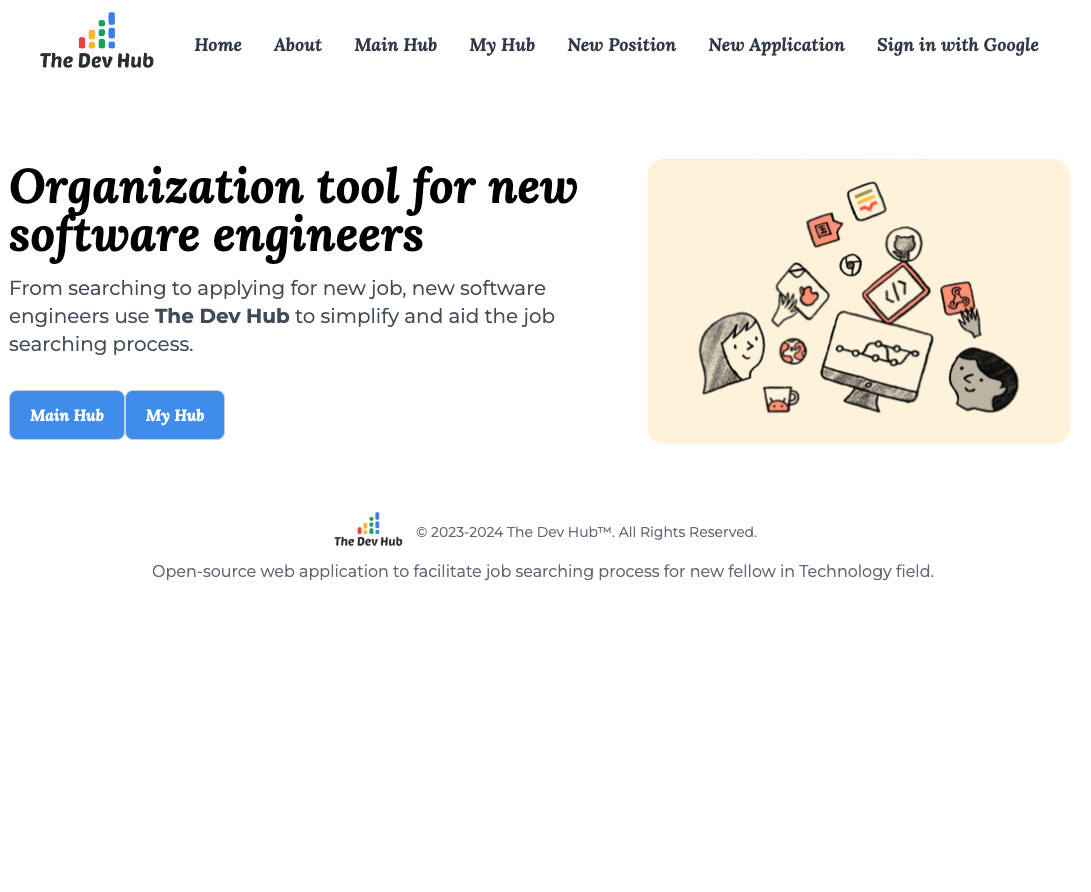 The Dev Hub
Home About Main Hub My Hub New Position New Application Sign in with Google
Organization tool for new
software engineers
From searching to applying for new job, new software
engineers use The Dev Hub to simplify and aid the job
searching process.
Main Hub My Hub
</>
The Dev Hub © 2023-2024 The Dev Hub™. All Rights Reserved.
Open-source web application to facilitate job searching process for new fellow in Technology field.